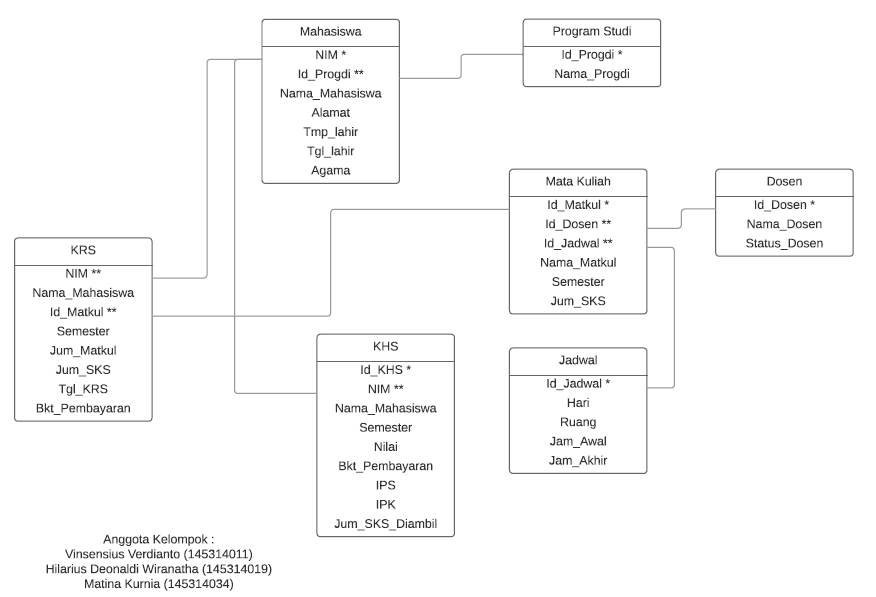 Mahasiswa
NIM *
Id_Progdi **
Nama_Mahasiswa
Alamat
Tmp_lahir
Tgl_lahir
Agama
Program Studi
Id_Progdi *
Nama_Progdi
Mata Kuliah
Id_Matkul *
Id_Dosen **
Id_Jadwal **
Nama_Matkul
Semester
Jum_SKS
Dosen
Id_Dosen *
Nama_Dosen
Status_Dosen
KRS
NIM **
Nama_Mahasiswa
Id_Matkul **
Semester
Jum_Matkul
Jum_SKS
Tgl_KRS
Bkt_Pembayaran
KHS
Id_KHS *
NIM **
Nama_Mahasiswa
Semester
Nilai
Bkt_Pembayaran
IPS
IPK
Jum_SKS_Diambil
Jadwal
Id_Jadwal *
Hari
Ruang
Jam_Awal
Jam_Akhir
Anggota Kelompok :
Vinsensius Verdianto (145314011)
Hilarius Deonaldi Wiranatha (145314019)
Matina Kurnia (145314034)